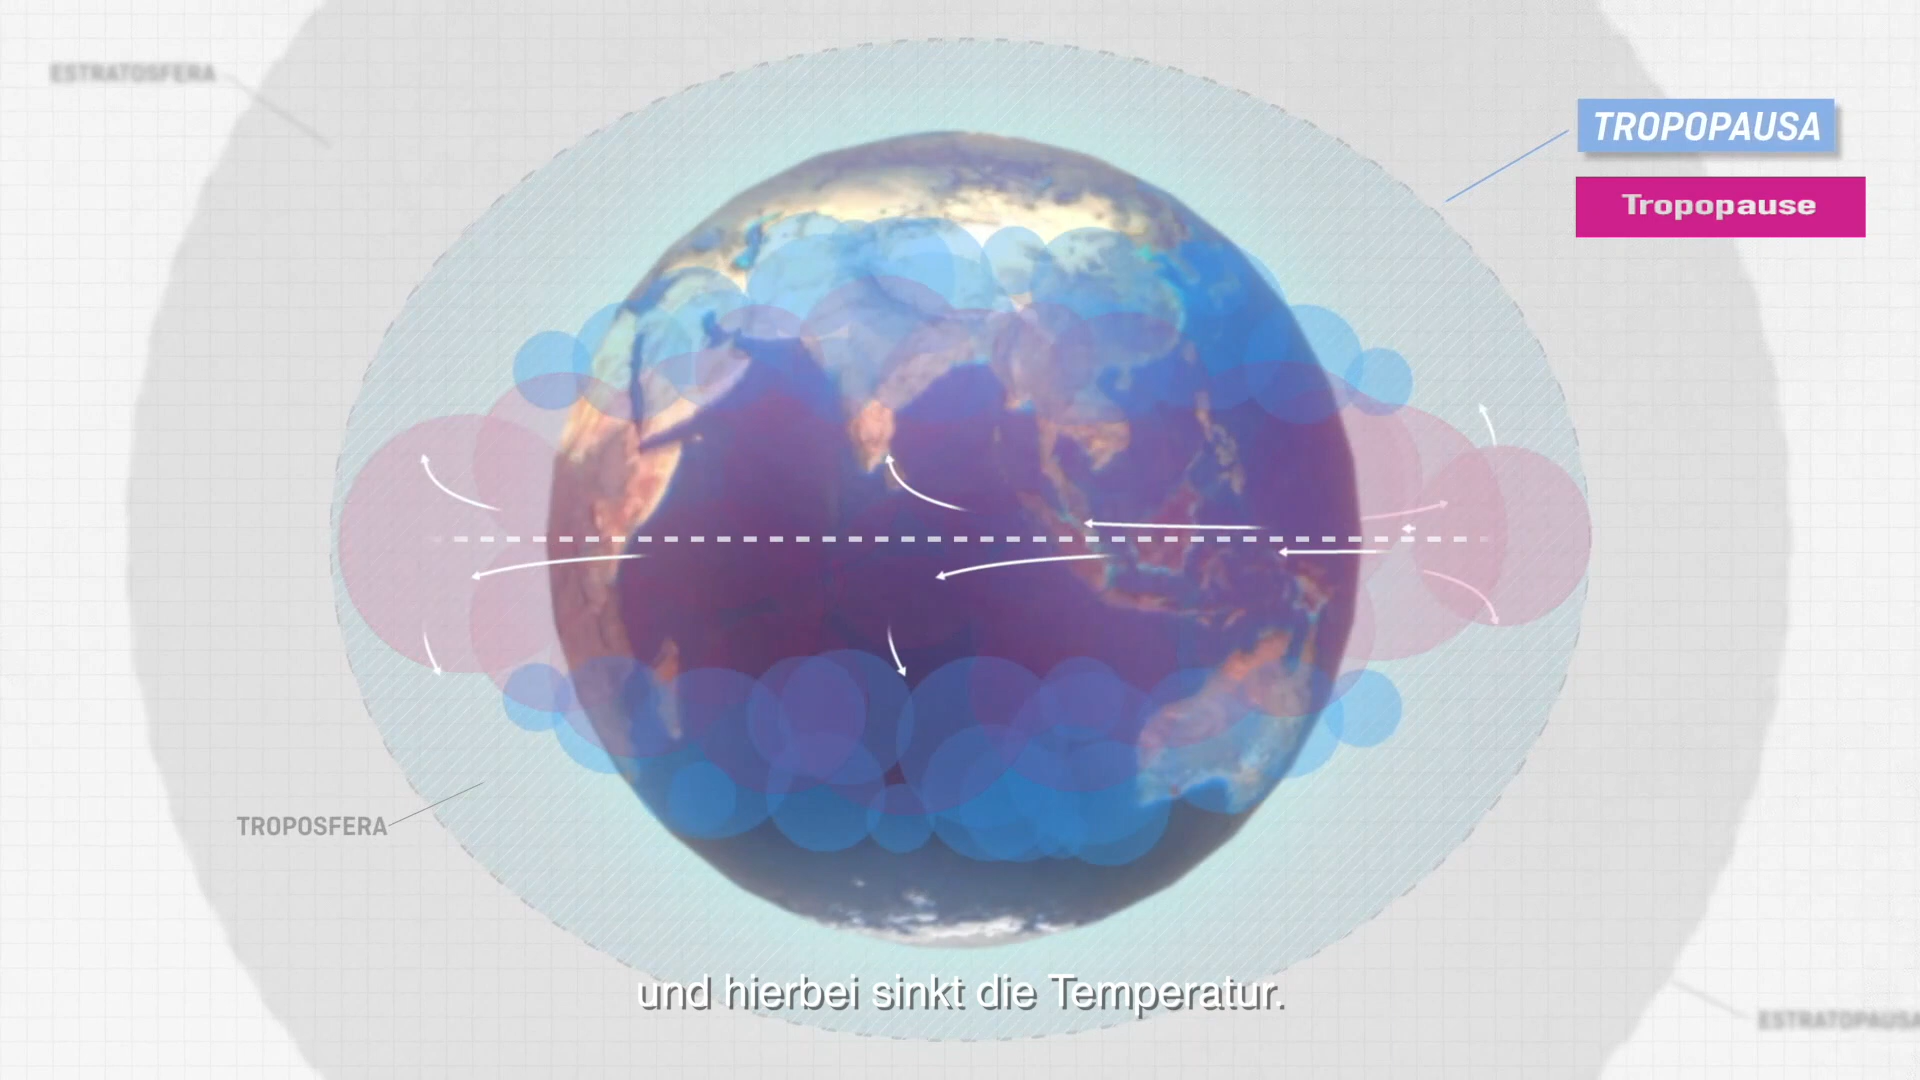 ESTRATOSFERA
TROPOPAUSA
Tropopause
TROPOSFERA
und hierbei sinkt die Temperatur.
ESTRATOPAUSA